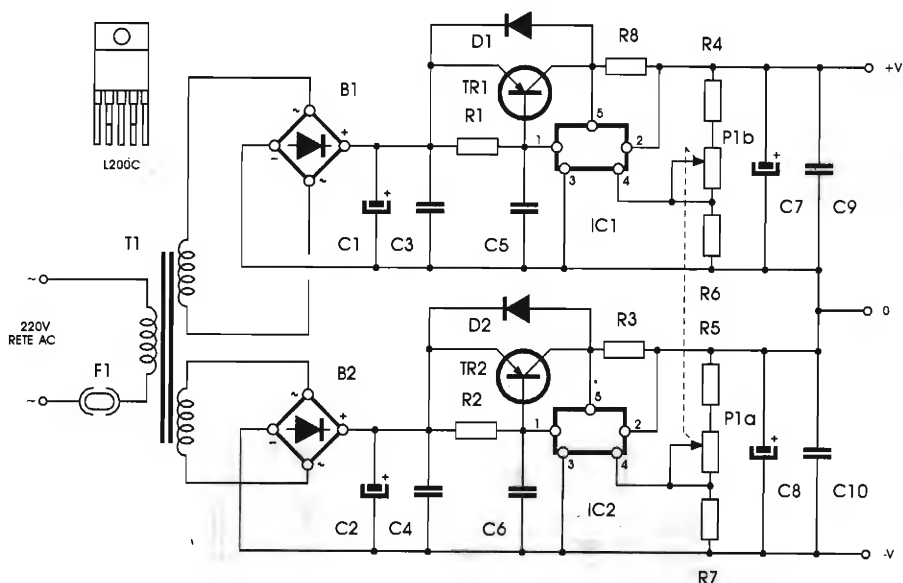 L200C
T1
220V
RETE AC
F1
~
~
B1
~
~
+
-
B2
~
~
+
-
D1
TR1
R1
R8
R4
P1b
1
2
3
4
5
IC1
C1
+
C3
C5
R6
C7
+
C9
+V
0
D2
TR2
R2
R3
R5
P1a
1
2
3
4
5
IC2
C2
+
C4
C6
R7
C8
+
C10
-V